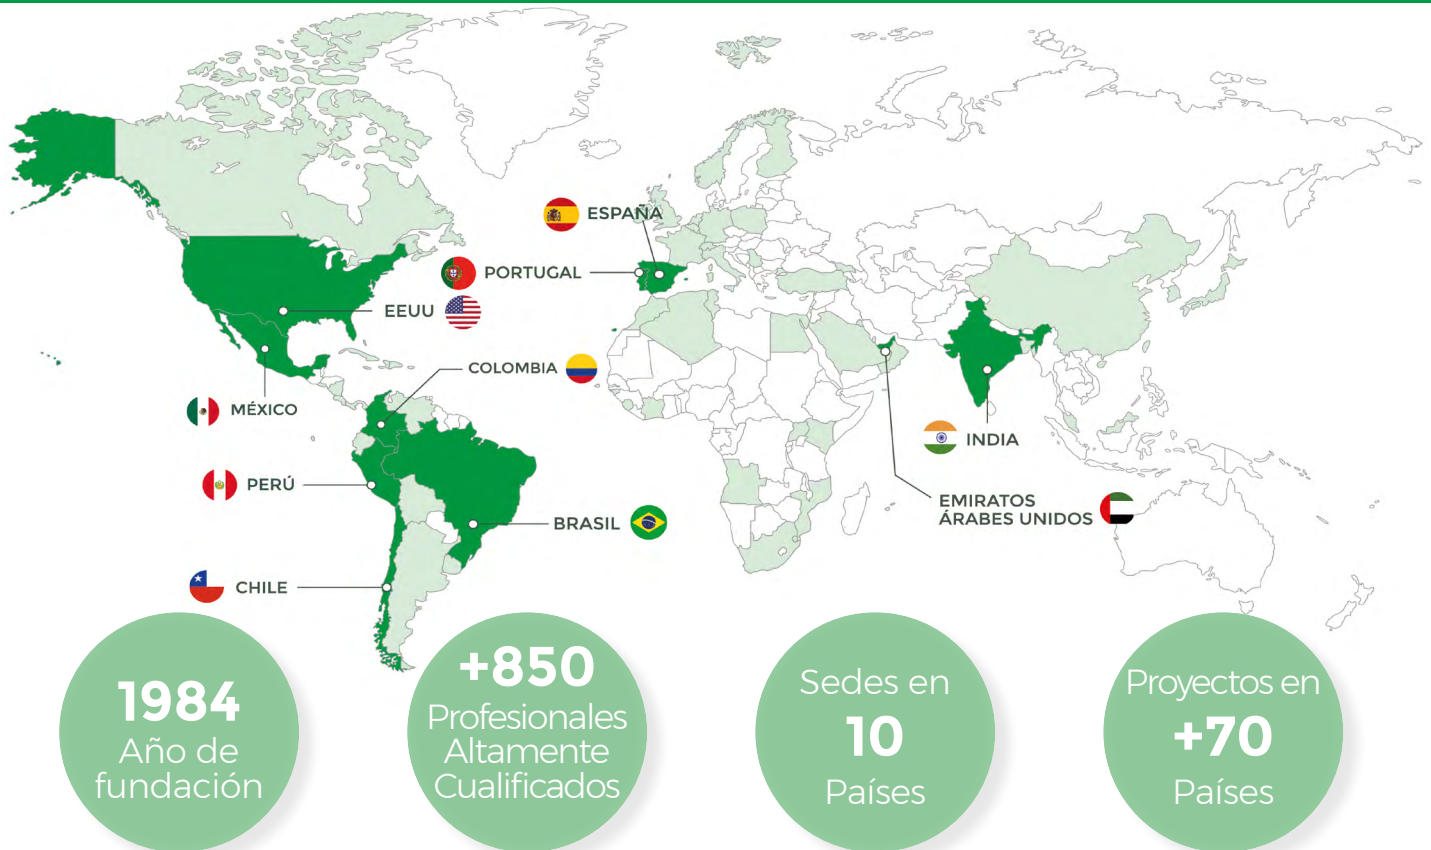 ESPAÑA
PORTUGAL
EEUU
COLOMBIA
MÉXICO
PERÚ
BRASIL
CHILE
INDIA
EMIRATOS
ÁRABES UNIDOS
1984
Año de
fundación
+850
Profesionales
Altamente
Cualificados
Sedes en
10
Países
Proyectos en
+70
Países